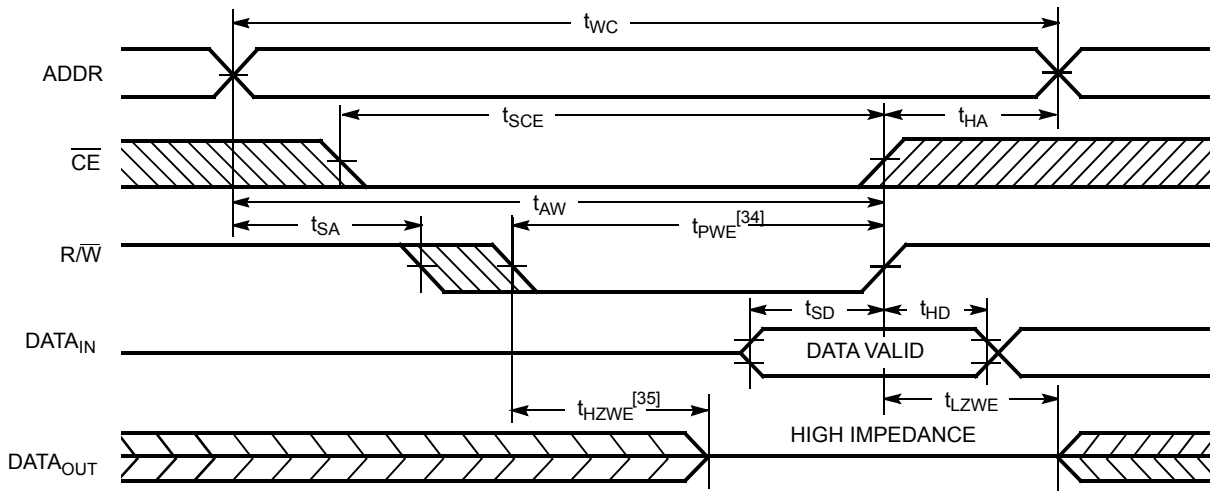 tWC
ADDR
tSCE
tHA
CE
tAW
tSA
tPWE[34]
R/W
tSD
tHD
DATAIN
DATA VALID
tHZWE[35]
tLZWE
HIGH IMPEDANCE
DATAOUT